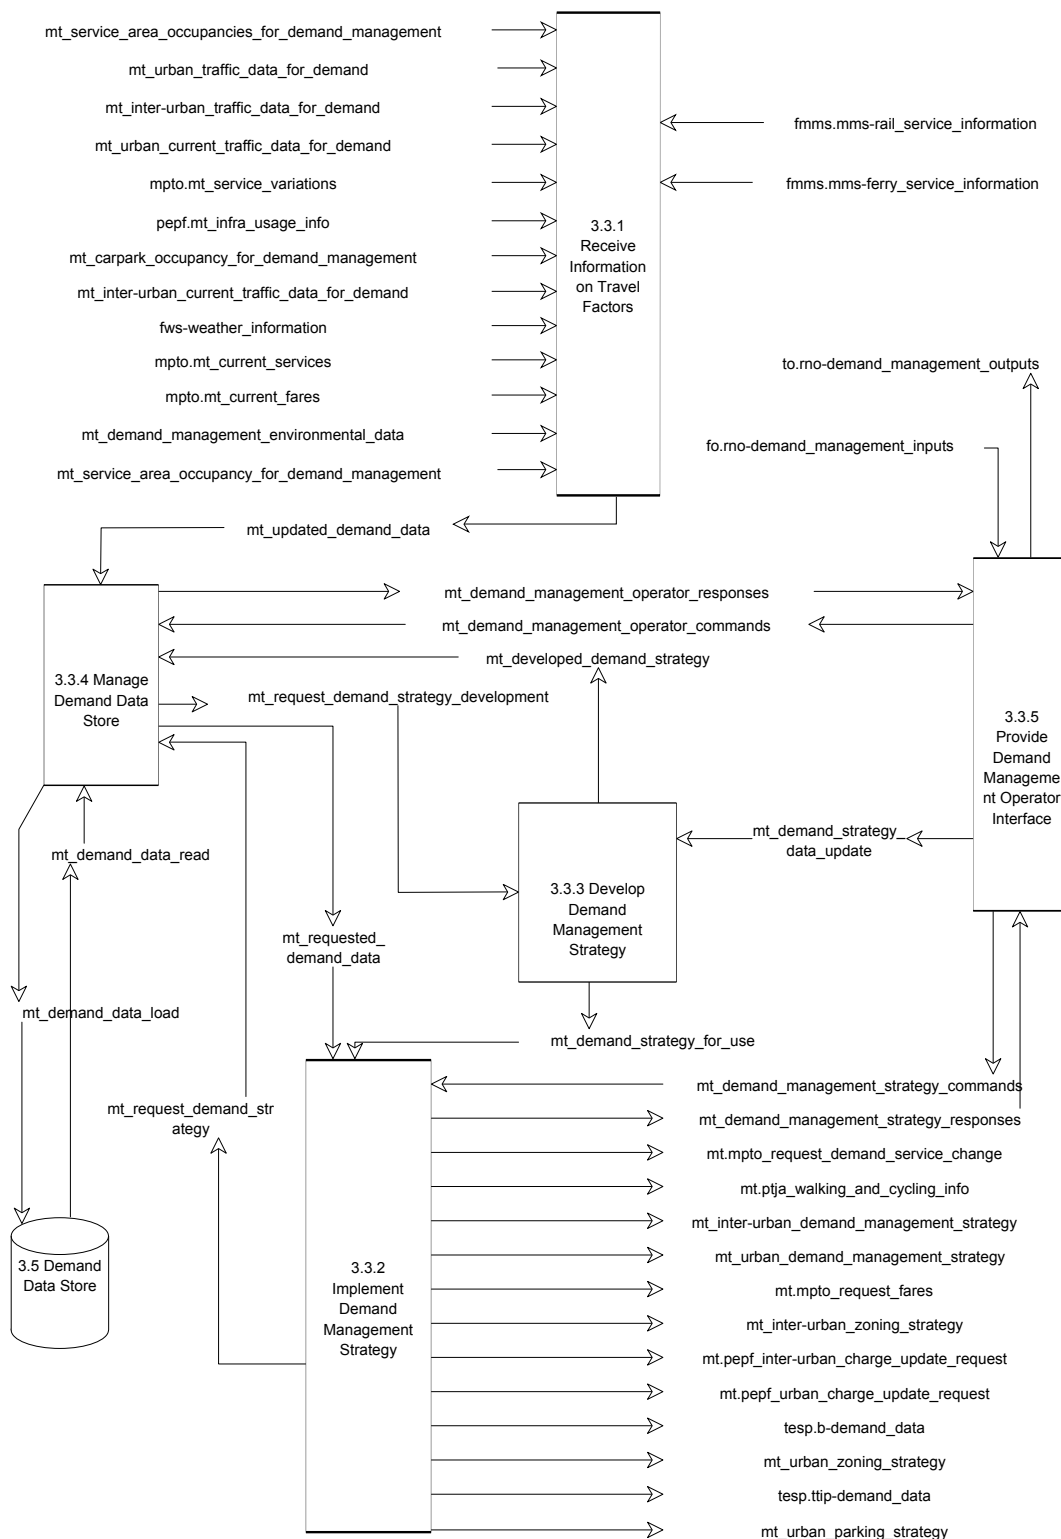 mt_service_area_occupancies_for_demand_management
mt_urban_traffic_data_for_demand
mt_inter-urban_traffic_data_for_demand
mt_urban_current_traffic_data_for_demand
mpto.mt_service_variations
pepf.mt_infra_usage_info
mt_carpark_occupancy_for_demand_management
mt_inter-urban_current_traffic_data_for_demand
fws-weather_information
mpto.mt_current_services
mpto.mt_current_fares
mt_demand_management_environmental_data
mt_service_area_occupancy_for_demand_management
3.3.1
Receive
Information
on Travel
Factors
fmms.mms-rail_service_information
fmms.mms-ferry_service_information
to.rno-demand_management_outputs
fo.rno-demand_management_inputs
mt_updated_demand_data
mt_demand_management_operator_responses
mt_demand_management_operator_commands
mt_developed_demand_strategy
3.3.4 Manage
Demand Data
Store
mt_request_demand_strategy_development
3.3.5
Provide
Demand
Manageme
nt Operator
Interface
mt_demand_strategy_
data_update
mt_demand_data_read
3.3.3 Develop
Demand
Management
Strategy
mt_requested_
demand_data
mt_demand_data_load
mt_demand_strategy_for_use
mt_request_demand_str
ategy
3.5 Demand
Data Store
3.3.2
Implement
Demand
Management
Strategy
mt_demand_management_strategy_commands
mt_demand_management_strategy_responses
mt.mpto_request_demand_service_change
mt.ptja_walking_and_cycling_info
mt_inter-urban_demand_management_strategy
mt_urban_demand_management_strategy
mt.mpto_request_fares
mt_inter-urban_zoning_strategy
mt.pepf_inter-urban_charge_update_request
mt.pepf_urban_charge_update_request
tesp.b-demand_data
mt_urban_zoning_strategy
tesp.ttip-demand_data
mt_urban_parking_strategy